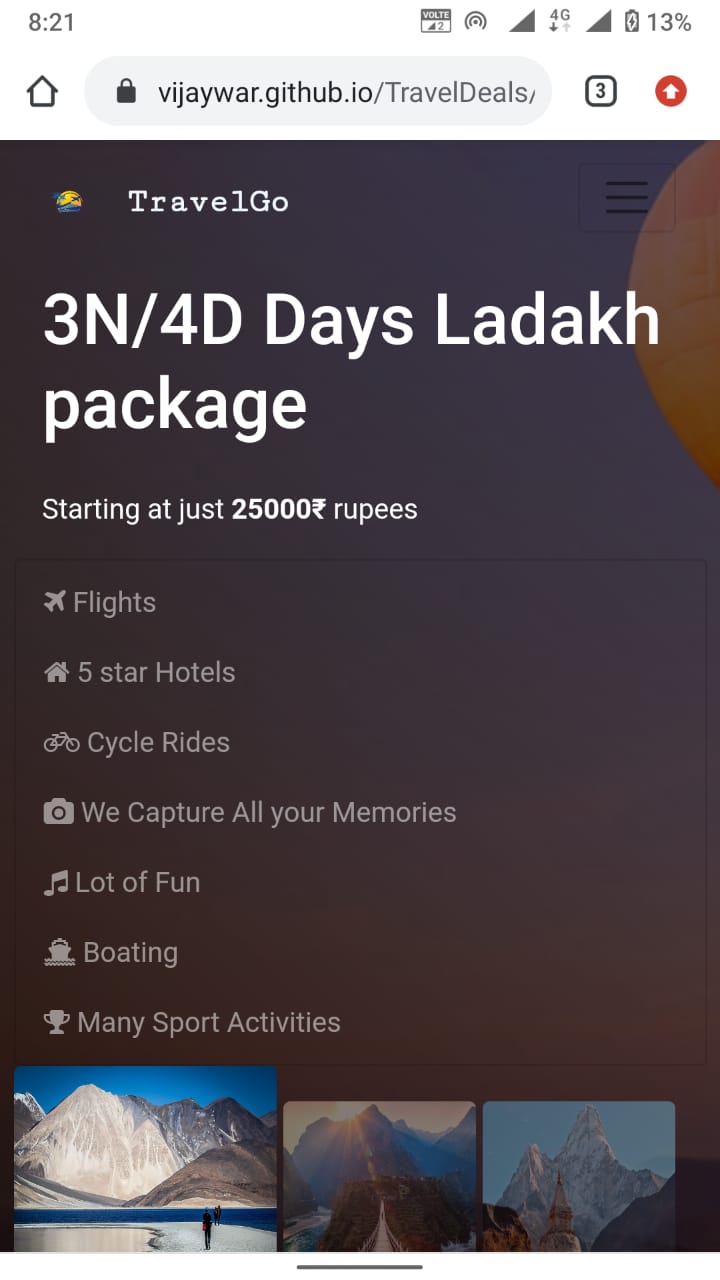 8:21
VOLTE
2
4G
13%
vijaywar.github.io/TravelDeals/
3
TravelGo
3N/4D Days Ladakh
package
Starting at just 25000₹ rupees
Flights
5 star Hotels
Cycle Rides
We Capture All your Memories
Lot of Fun
Boating
Many Sport Activities